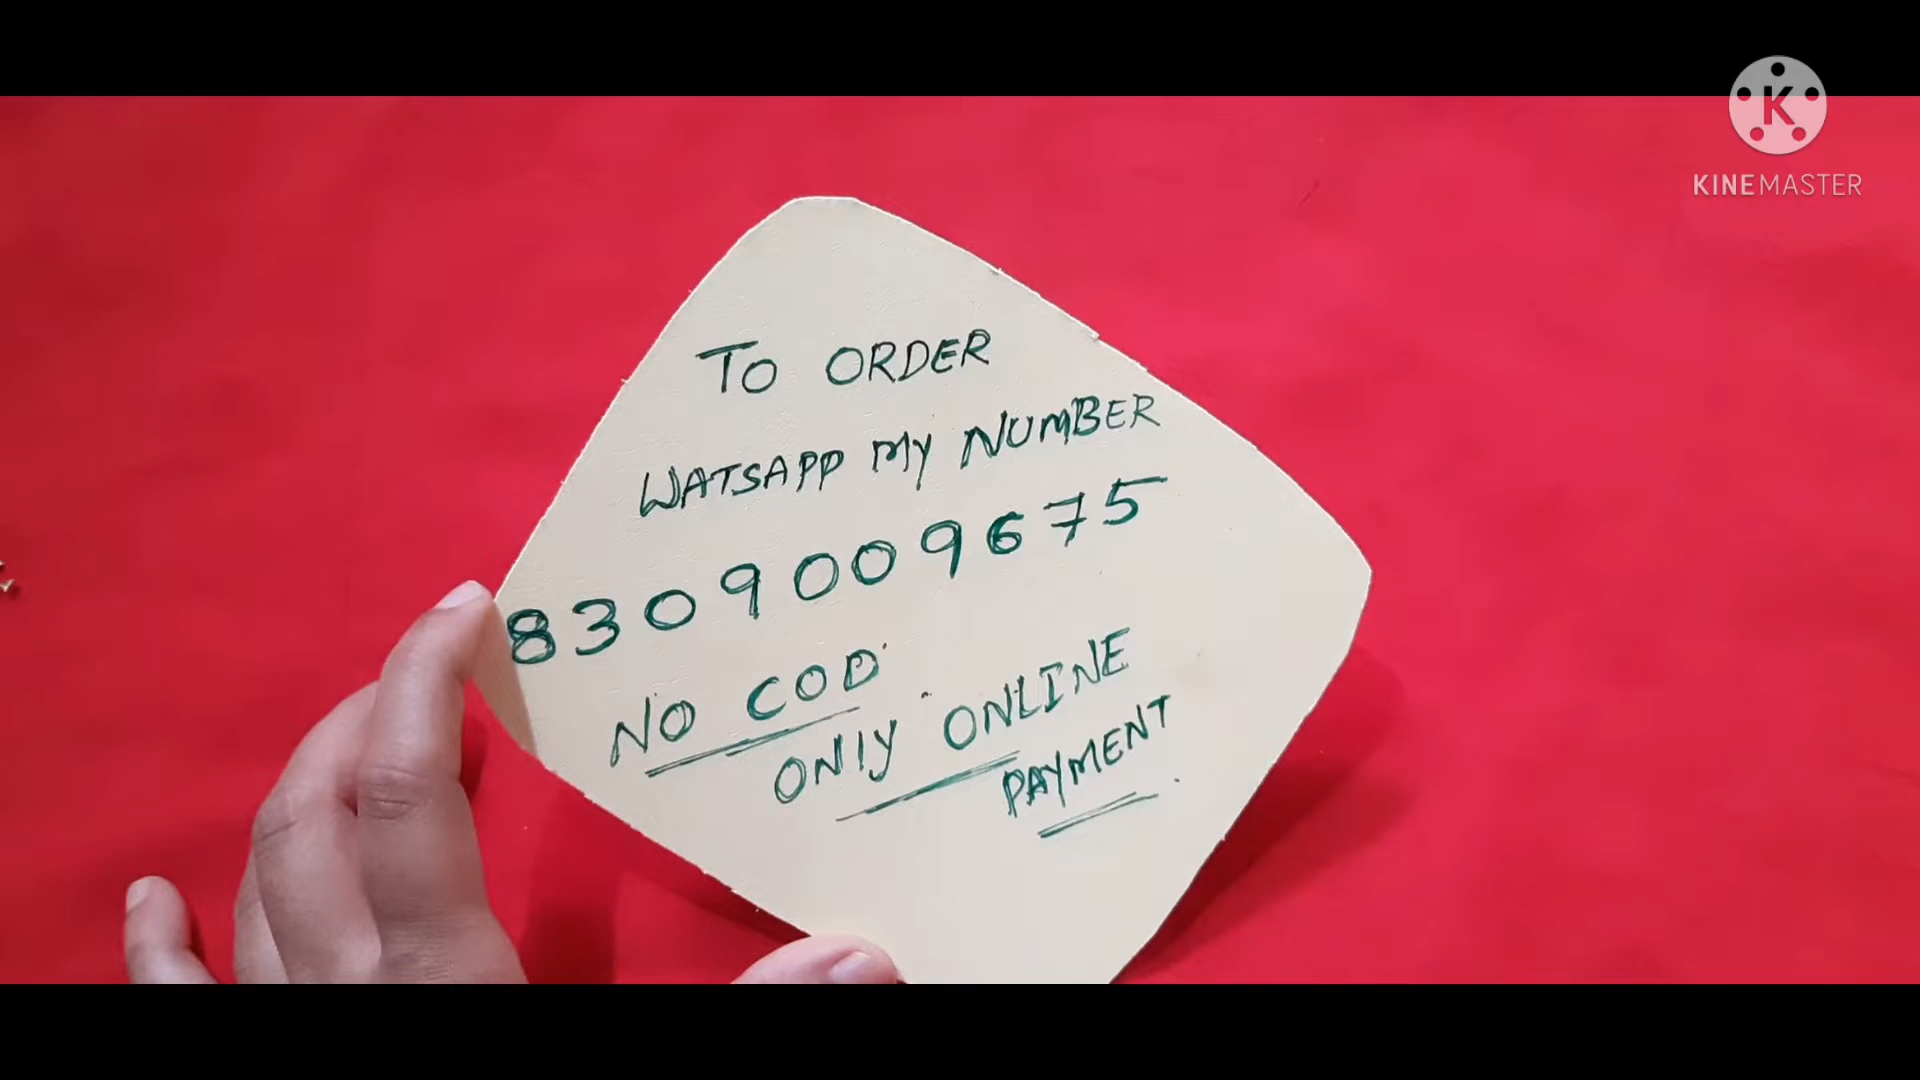 KINEMASTER
TO ORDER
WATSAPP MY NUMBER
8309009675
NO COD
ONLY ONLINE
PAYMENT